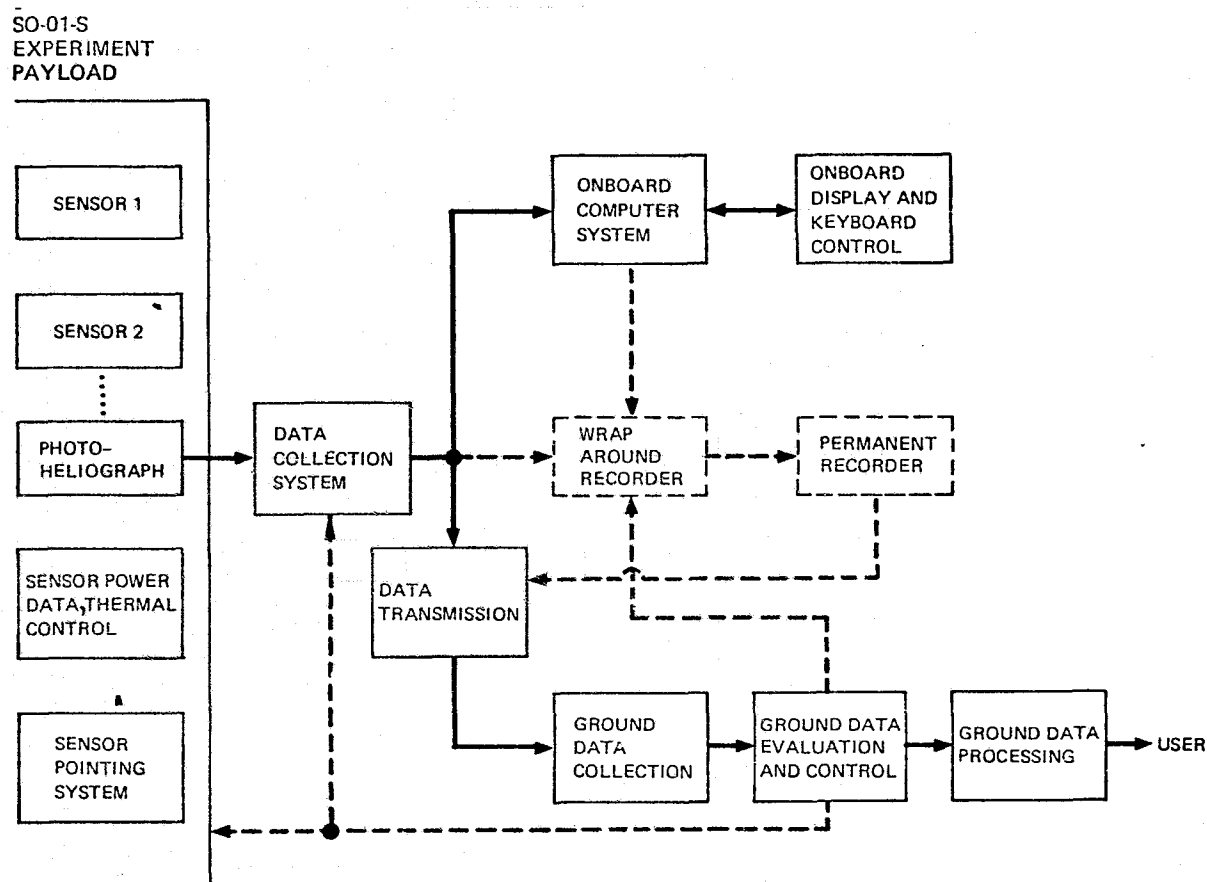 SO-01-S
EXPERIMENT
PAYLOAD
SENSOR 1
SENSOR 2
PHOTO-
HELIOGRAPH
SENSOR POWER
DATA,THERMAL
CONTROL
SENSOR
POINTING
SYSTEM
DATA
COLLECTION
SYSTEM
ONBOARD
COMPUTER
SYSTEM
ONBOARD
DISPLAY AND
KEYBOARD
CONTROL
WRAP
AROUND
RECORDER
PERMANENT
RECORDER
DATA
TRANSMISSION
GROUND
DATA
COLLECTION
GROUND DATA
EVALUATION
AND CONTROL
GROUND DATA
PROCESSING
USER